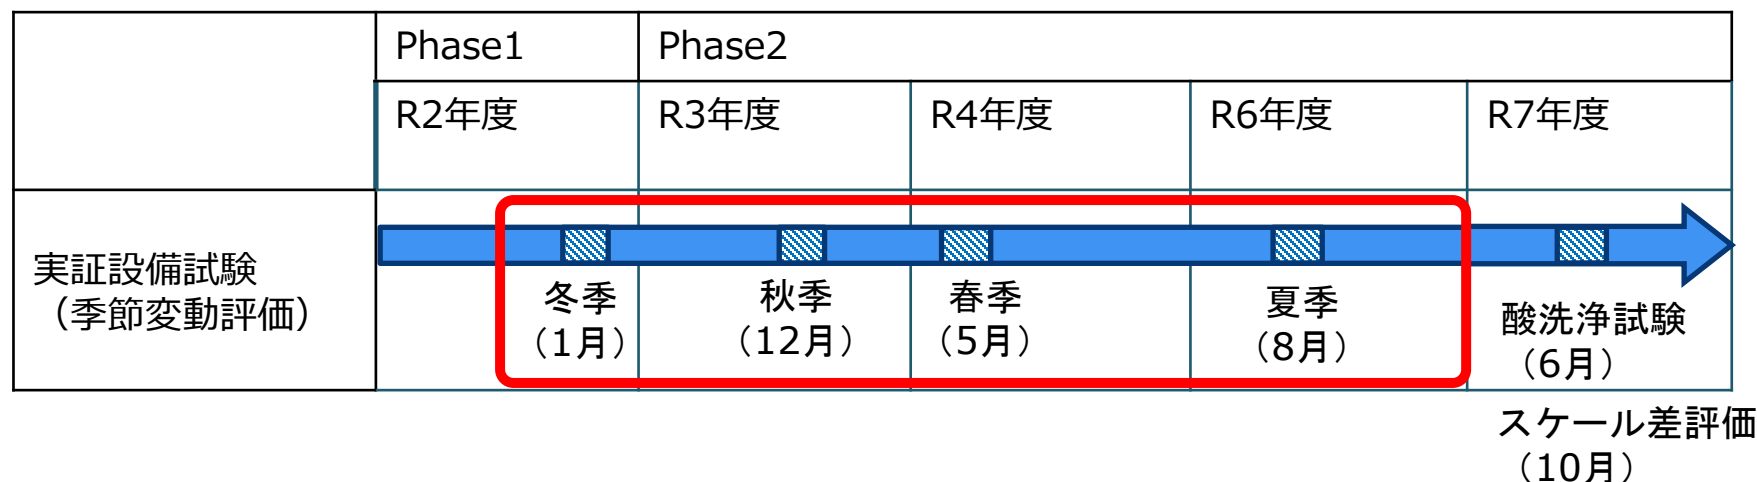 Phase1
Phase2
R2年度
R3年度
R4年度
R6年度
R7年度
実証設備試験
（季節変動評価）
冬季
（1月）
秋季
（12月）
春季
（5月）
夏季
（8月）
酸洗浄試験
（6月）
スケール差評価
（10月）